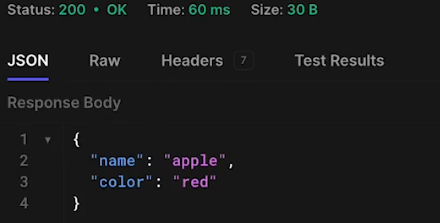 Status: 200 • OK Time: 60 ms Size: 30 B
JSON Raw Headers 7 Test Results
Response Body
1 {
2 "name": "apple",
3 "color": "red"
4 }